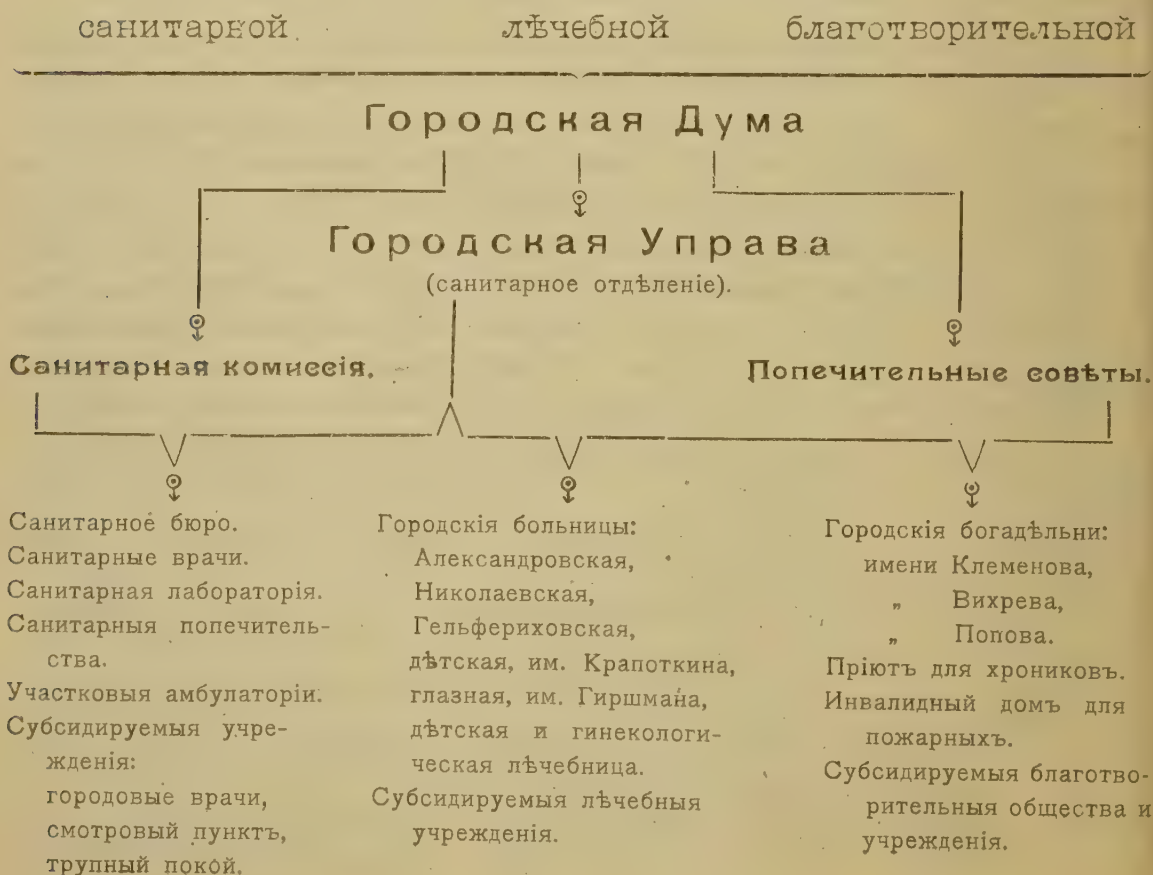 санитарной. лѣчебной благотворительной
Городская Дума
Городская Управа
(санитарное отдѣленіе).
Санитарная комиссія.
Попечительные совѣты.
Санитарное бюро.
Санитарные врачи.
Санитарная лабораторія.
Санитарныя попечитель-
ства.
Участковыя амбулаторіи.
Субсидируемыя учре-
жденія:
городовые врачи,
смотровый пунктъ,
трупный покой.
Городскія больницы:
Александровская,
Николаевская,
Гельфериховская,
дѣтская, им. Крапоткина,
глазная, им. Гиршмана,
дѣтская и гинекологи-
ческая лѣчебница.
Субсидируемыя лѣчебныя
учрежденія.
Городскія богадѣльни:
имени Клеменова,
„ Вихрева,
„ Попова.
Пріютъ для хрониковъ.
Инвалидный домъ для
пожарныхъ.
Субсидируемыя благотво-
рительныя общества и
учрежденія.